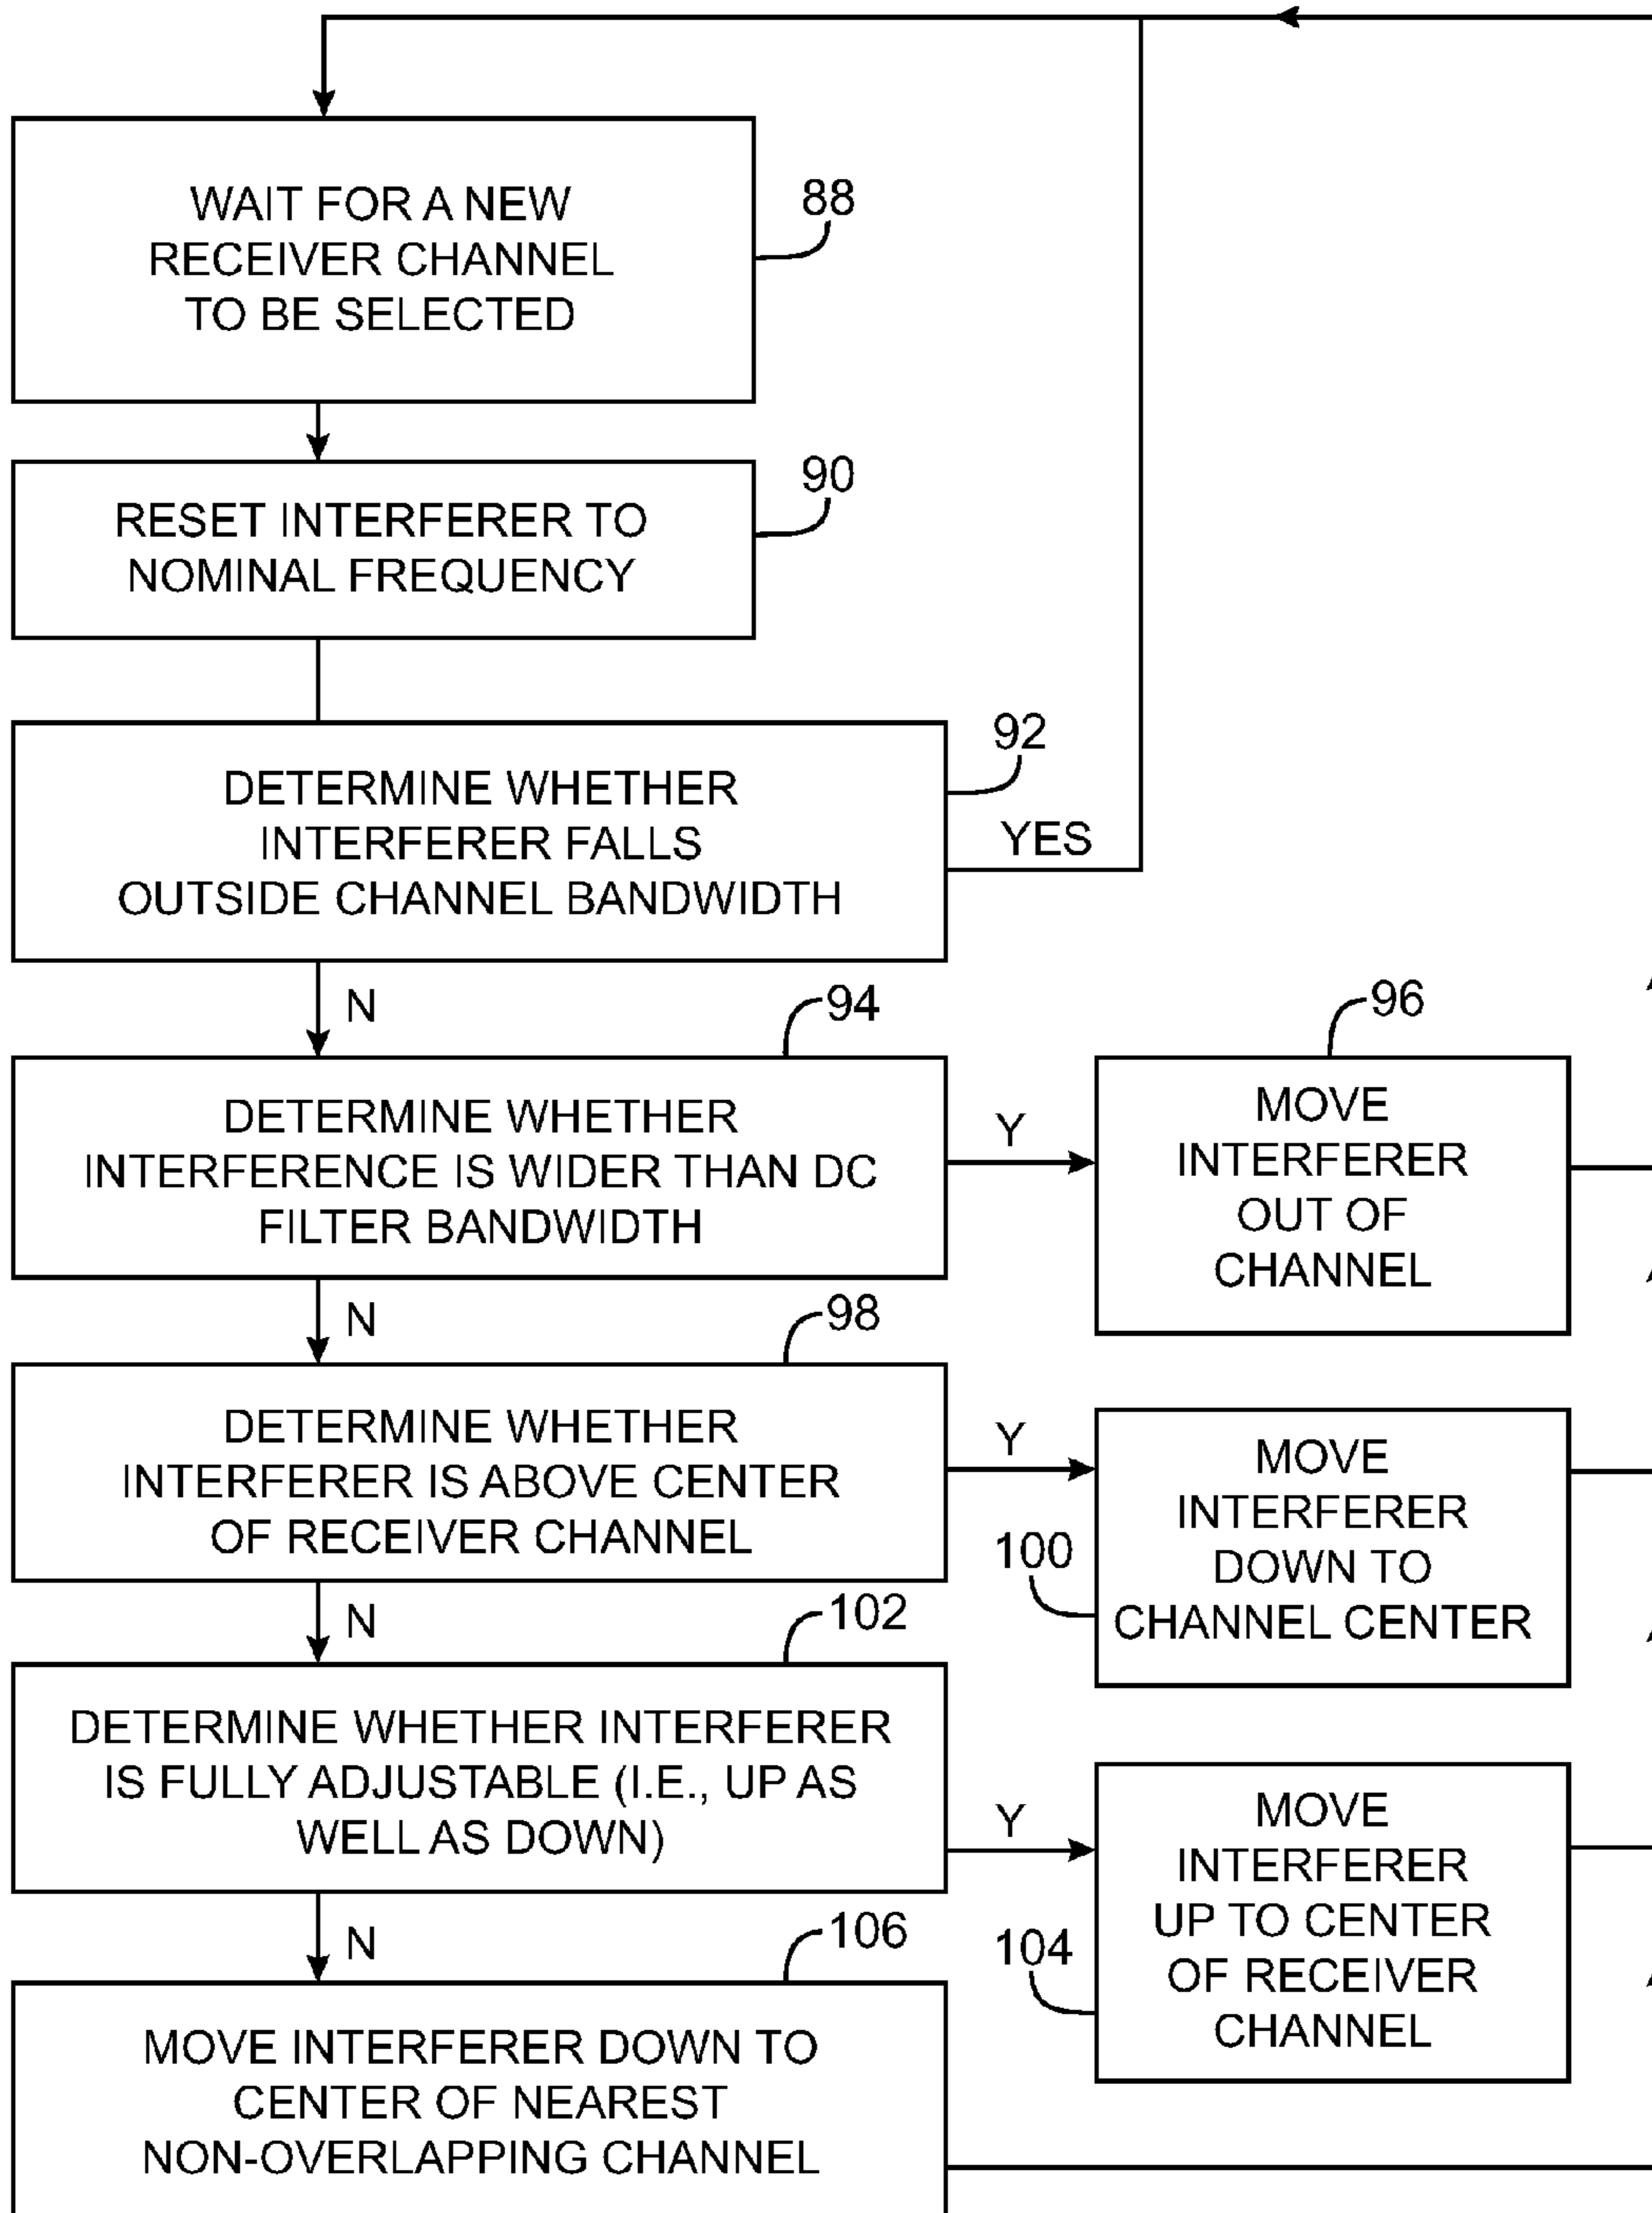 WAIT FOR A NEW
RECEIVER CHANNEL
TO BE SELECTED
88
RESET INTERFERER TO
NOMINAL FREQUENCY
90
DETERMINE WHETHER
INTERFERER FALLS
OUTSIDE CHANNEL BANDWIDTH
92
YES
N
94
DETERMINE WHETHER
INTERFERENCE IS WIDER THAN DC
FILTER BANDWIDTH
Y
96
MOVE
INTERFERER
OUT OF
CHANNEL
N
98
DETERMINE WHETHER
INTERFERER IS ABOVE CENTER
OF RECEIVER CHANNEL
Y
MOVE
INTERFERER
DOWN TO
CHANNEL CENTER
100
N
102
DETERMINE WHETHER INTERFERER
IS FULLY ADJUSTABLE (I.E., UP AS
WELL AS DOWN)
Y
MOVE
INTERFERER
UP TO CENTER
OF RECEIVER
CHANNEL
104
N
106
MOVE INTERFERER DOWN TO
CENTER OF NEAREST
NON-OVERLAPPING CHANNEL